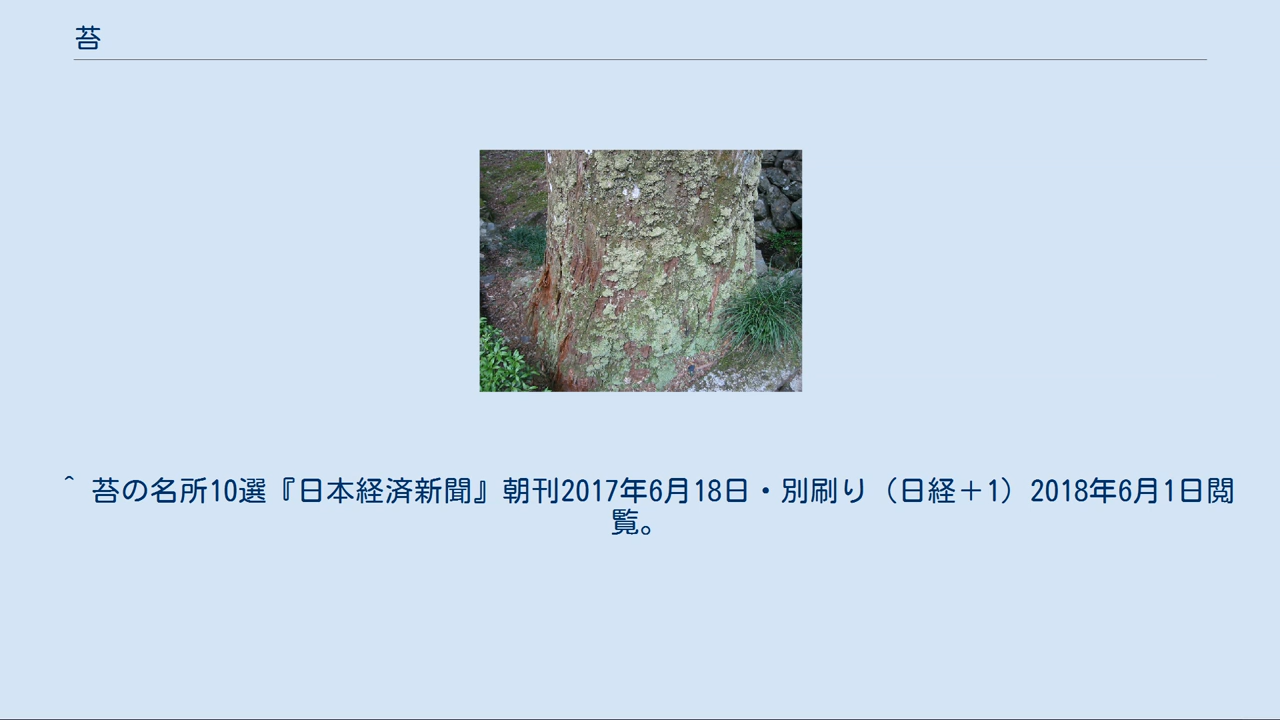 苔
^ 苔の名所10選『日本経済新聞』朝刊2017年6月18日・別刷り（日経＋1）2018年6月1日閲
覧。